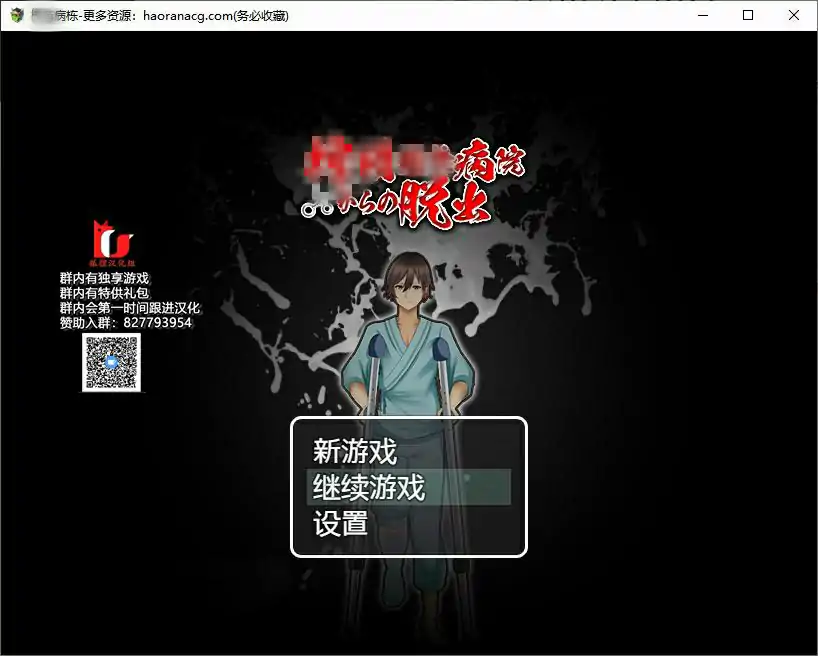 病栋-更多资源：haoranacg.com(务必收藏)
病院
からの脱出
群内有独享游戏
群内有特供礼包
群内会第一时间跟进汉化
赞助入群：827793954
新游戏
继续游戏
设置